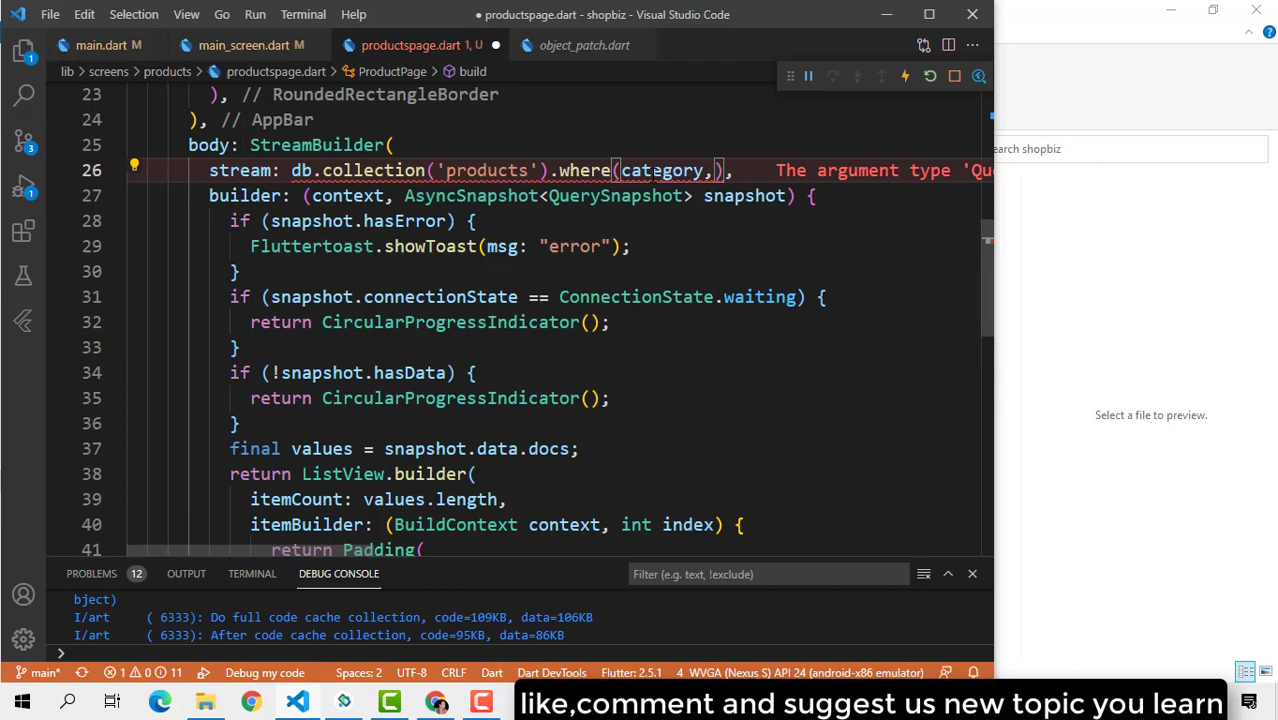 File Edit Selection View Go Run Terminal Help
● productspage.dart - shopbiz - Visual Studio Code
main.dart M
main_screen.dart M
productspage.dart 1, U ●
object_patch.dart
lib > screens > products > productspage.dart > ProductPage > build
23 ), // RoundedRectangleBorder
24 ), // AppBar
25 body: StreamBuilder(
26 stream: db.collection('products').where(category,), The argument type 'Que
27 builder: (context, AsyncSnapshot<QuerySnapshot> snapshot) {
28 if (snapshot.hasError) {
29 Fluttertoast.showToast(msg: "error");
30 }
31 if (snapshot.connectionState == ConnectionState.waiting) {
32 return CircularProgressIndicator();
33 }
34 if (!snapshot.hasData) {
35 return CircularProgressIndicator();
36 }
37 final values = snapshot.data.docs;
38 return ListView.builder(
39 itemCount: values.length,
40 itemBuilder: (BuildContext context, int index) {
41 return Padding(
earch shopbiz
Select a file to preview.
1
3
1
PROBLEMS 12 OUTPUT TERMINAL DEBUG CONSOLE
Filter (e.g. text, !exclude)
bject)
I/art ( 6333): Do full code cache collection, code=109KB, data=106KB
I/art ( 6333): After code cache collection, code=95KB, data=86KB
main* 1 0 11 Debug my code Spaces: 2 UTF-8 CRLF Dart Dart DevTools Flutter: 2.5.1 4 WVGA (Nexus S) API 24 (android-x86 emulator)
like,comment and suggest us new topic you learn